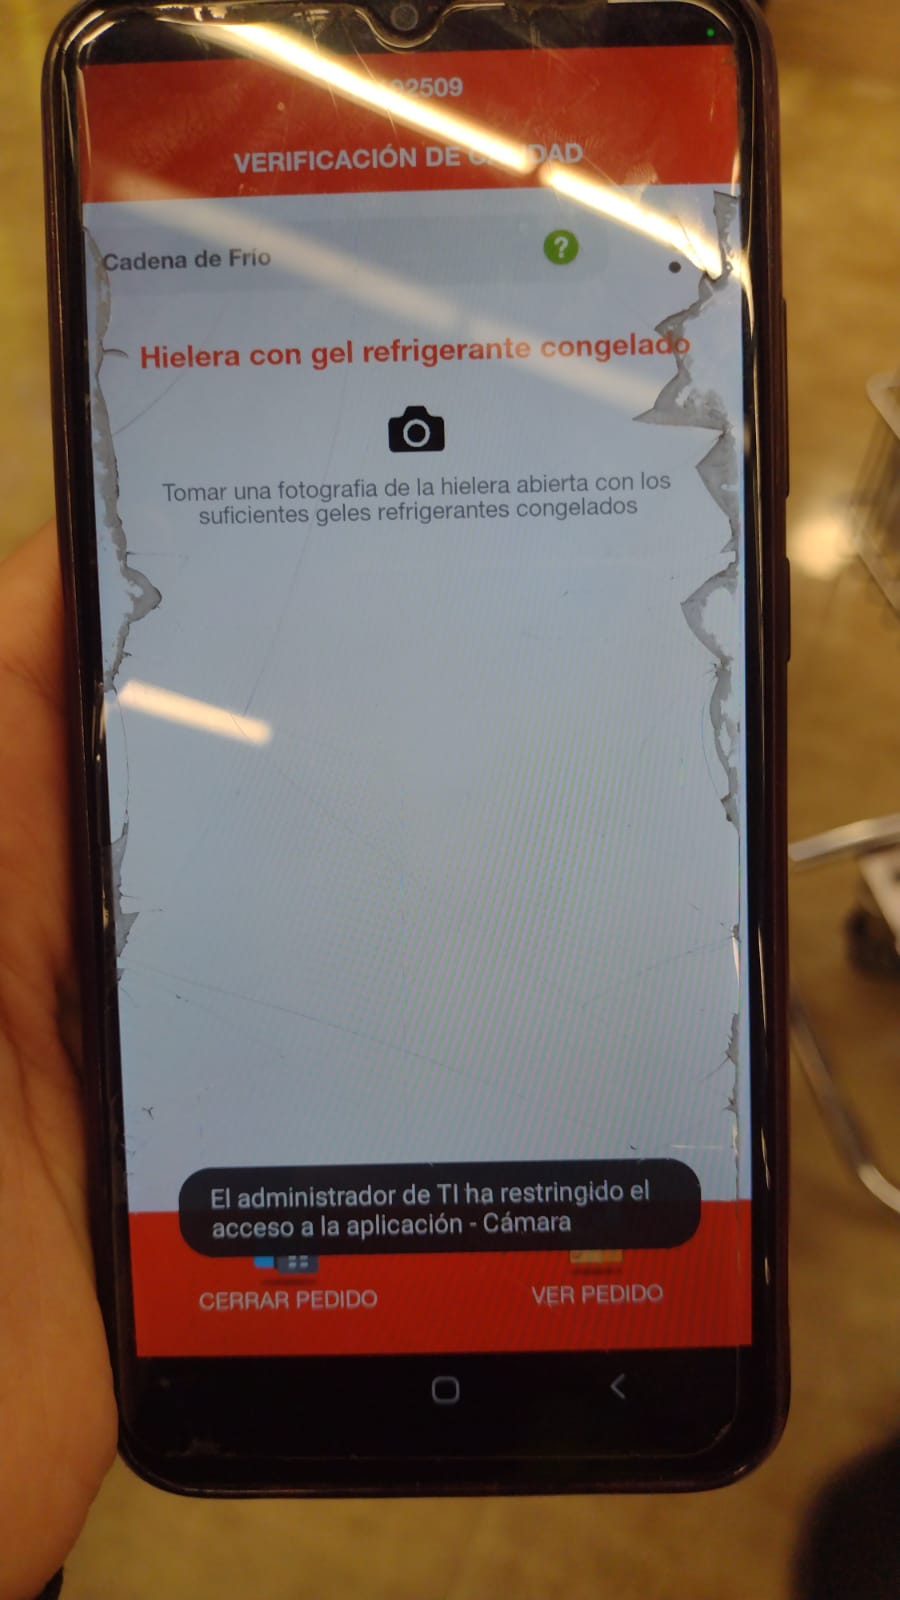 2509
VERIFICACIÓN DE
Cadena de Frío
?
Hielera con gel refrigerante congelado
Tomar una fotografia de la hielera abierta con los
suficientes geles refrigerantes congelados
El administrador de TI ha restringido el
acceso a la aplicación - Cámara
CERRAR PEDIDO
VER PEDIDO